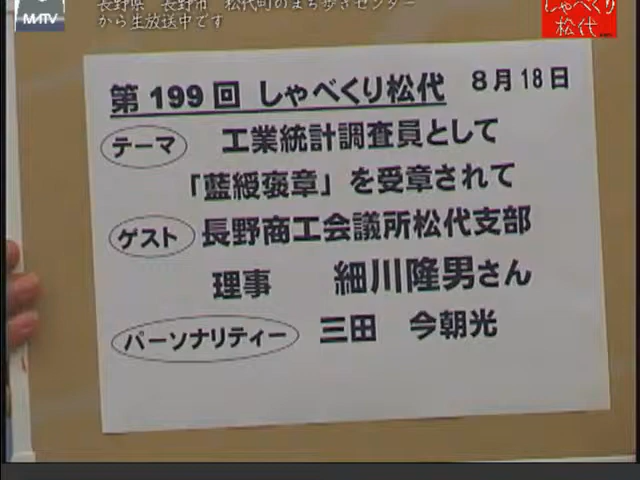 長野県 長野市 松代町のまち歩きセンター
から生放送中です
MATV
しゃべくり
松代
第199回 しゃべくり松代 8月18日
テーマ 工業統計調査員として
「藍綬褒章」を受章されて
ゲスト 長野商工会議所松代支部
理事 細川隆男さん
パーソナリティー 三田 今朝光